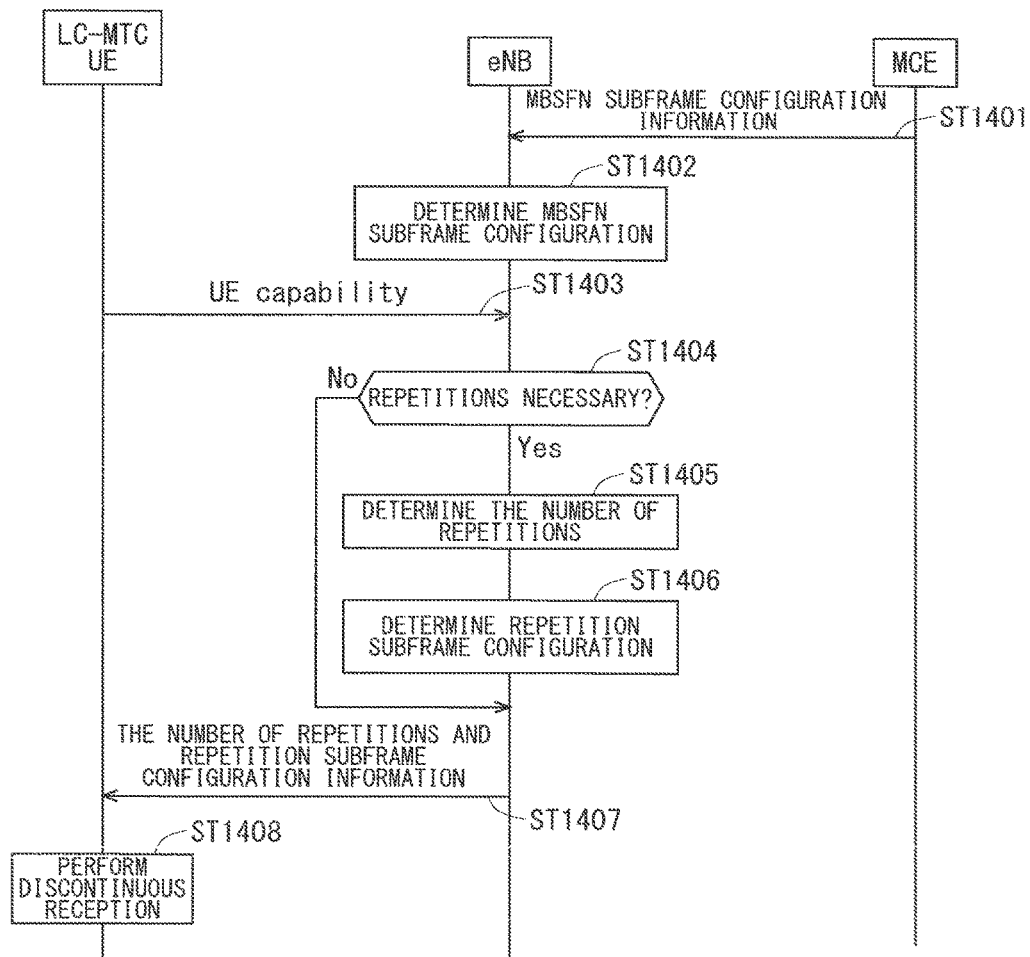 LC-MTC
UE
eNB
MCE
MBSFN SUBFRAME CONFIGURATION
INFORMATION
ST1401
ST1402
DETERMINE MBSFN
SUBFRAME CONFIGURATION
UE capability
ST1403
ST1404
No
REPETITIONS NECESSARY?
Yes
ST1405
DETERMINE THE NUMBER OF
REPETITIONS
ST1406
DETERMINE REPETITION
SUBFRAME CONFIGURATION
THE NUMBER OF REPETITIONS AND
REPETITION SUBFRAME
CONFIGURATION INFORMATION
ST1407
ST1408
PERFORM
DISCONTINUOUS
RECEPTION